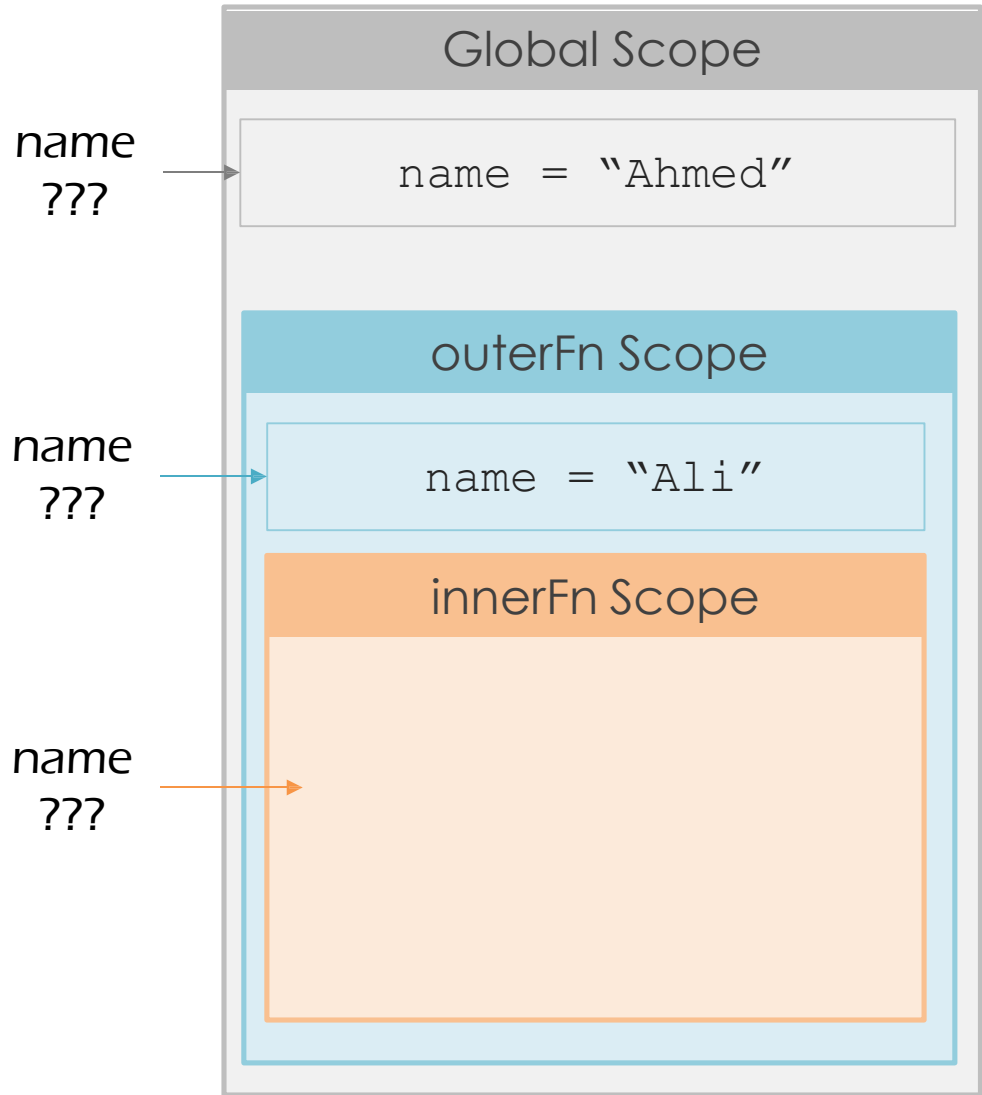 Global Scope
name
???
name = “Ahmed”
outerFn Scope
name
???
name = “Ali”
innerFn Scope
name
???